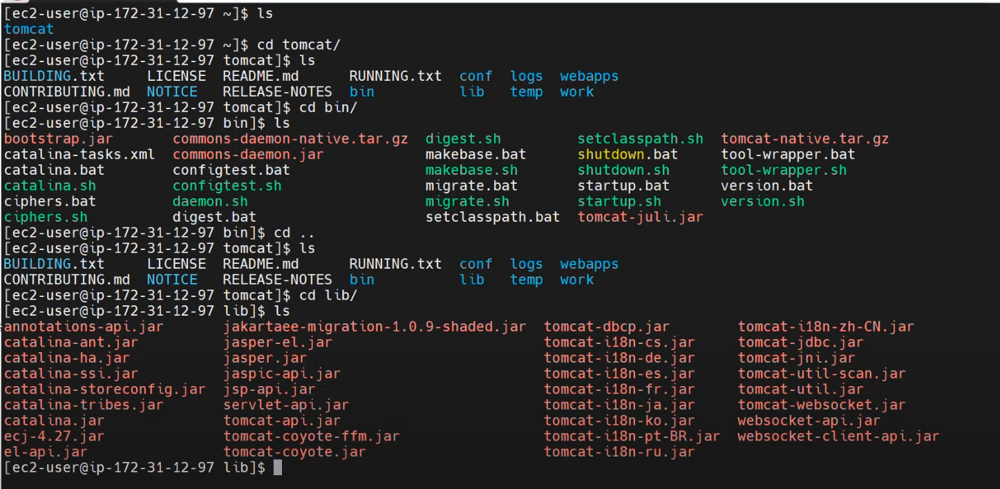 [ec2-user@ip-172-31-12-97 ~]$ ls
tomcat
[ec2-user@ip-172-31-12-97 ~]$ cd tomcat/
[ec2-user@ip-172-31-12-97 tomcat]$ ls
BUILDING.txt     LICENSE  README.md      RUNNING.txt  conf  logs  webapps
CONTRIBUTING.md  NOTICE   RELEASE-NOTES  bin          lib   temp  work
[ec2-user@ip-172-31-12-97 tomcat]$ cd bin/
[ec2-user@ip-172-31-12-97 bin]$ ls
bootstrap.jar       commons-daemon-native.tar.gz  digest.sh         setclasspath.sh  tomcat-native.tar.gz
catalina-tasks.xml  commons-daemon.jar            makebase.bat      shutdown.bat     tool-wrapper.bat
catalina.bat        configtest.bat                makebase.sh       shutdown.sh      tool-wrapper.sh
catalina.sh         configtest.sh                 migrate.bat       startup.bat      version.bat
ciphers.bat         daemon.sh                     migrate.sh        startup.sh       version.sh
ciphers.sh          digest.bat                    setclasspath.bat  tomcat-juli.jar
[ec2-user@ip-172-31-12-97 bin]$ cd ..
[ec2-user@ip-172-31-12-97 tomcat]$ ls
BUILDING.txt     LICENSE  README.md      RUNNING.txt  conf  logs  webapps
CONTRIBUTING.md  NOTICE   RELEASE-NOTES  bin          lib   temp  work
[ec2-user@ip-172-31-12-97 tomcat]$ cd lib/
[ec2-user@ip-172-31-12-97 lib]$ ls
annotations-api.jar       jakartaee-migration-1.0.9-shaded.jar  tomcat-dbcp.jar       tomcat-i18n-zh-CN.jar
catalina-ant.jar          jasper-el.jar                         tomcat-i18n-cs.jar    tomcat-jdbc.jar
catalina-ha.jar           jasper.jar                            tomcat-i18n-de.jar    tomcat-jni.jar
catalina-ssi.jar          jaspic-api.jar                        tomcat-i18n-es.jar    tomcat-util-scan.jar
catalina-storeconfig.jar  jsp-api.jar                           tomcat-i18n-fr.jar    tomcat-util.jar
catalina-tribes.jar       servlet-api.jar                       tomcat-i18n-ja.jar    tomcat-websocket.jar
catalina.jar              tomcat-api.jar                        tomcat-i18n-ko.jar    websocket-api.jar
ecj-4.27.jar              tomcat-coyote-ffm.jar                 tomcat-i18n-pt-BR.jar  websocket-client-api.jar
el-api.jar                tomcat-coyote.jar                     tomcat-i18n-ru.jar
[ec2-user@ip-172-31-12-97 lib]$